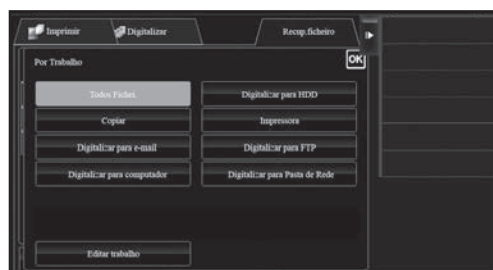 Imprimir
Digitalizar
Recup.ficheiro
Por Trabalho
OK
Todos Fichei.
Digitalizar para HDD
Copiar
Impressora
Digitalizar para e-mail
Digitalizar para FTP
Digitalizar para computador
Digitalizar para Pasta de Rede
Editar trabalho